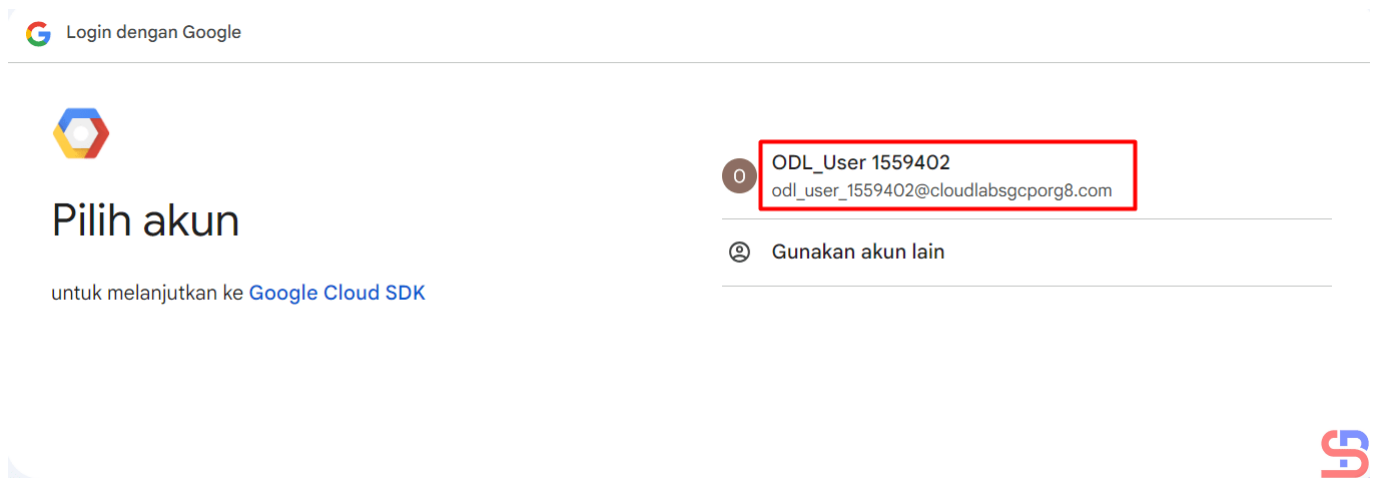 Login dengan Google
Pilih akun
untuk melanjutkan ke Google Cloud SDK
O
ODL_User 1559402
odl_user_1559402@cloudlabsgcporg8.com
Gunakan akun lain
SB